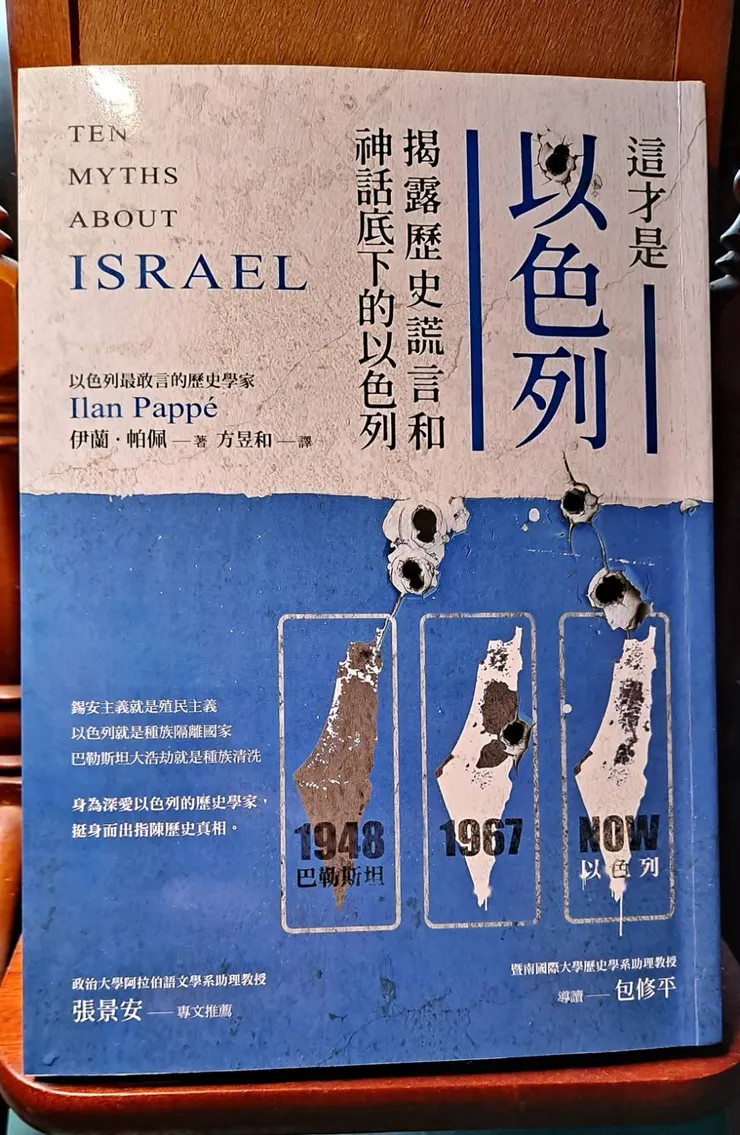 TEN
MYTHS
ABOUT
ISRAEL
這才是
以色列
揭露歷史謊言和
神話底下的以色列
以色列最敢言的歷史學家
Ilan Pappé
伊蘭·帕佩—著 方昱和—譯
錫安主義就是殖民主義
以色列就是種族隔離國家
巴勒斯坦大浩劫就是種族清洗
身為深愛以色列的歷史學家，
挺身而出指陳歷史真相。
1948
巴勒斯坦
1967
NOW
以色列
政治大學阿拉伯語文學系助理教授
張景安—專文推薦
暨南國際大學歷史學系助理教授
導讀—包修平